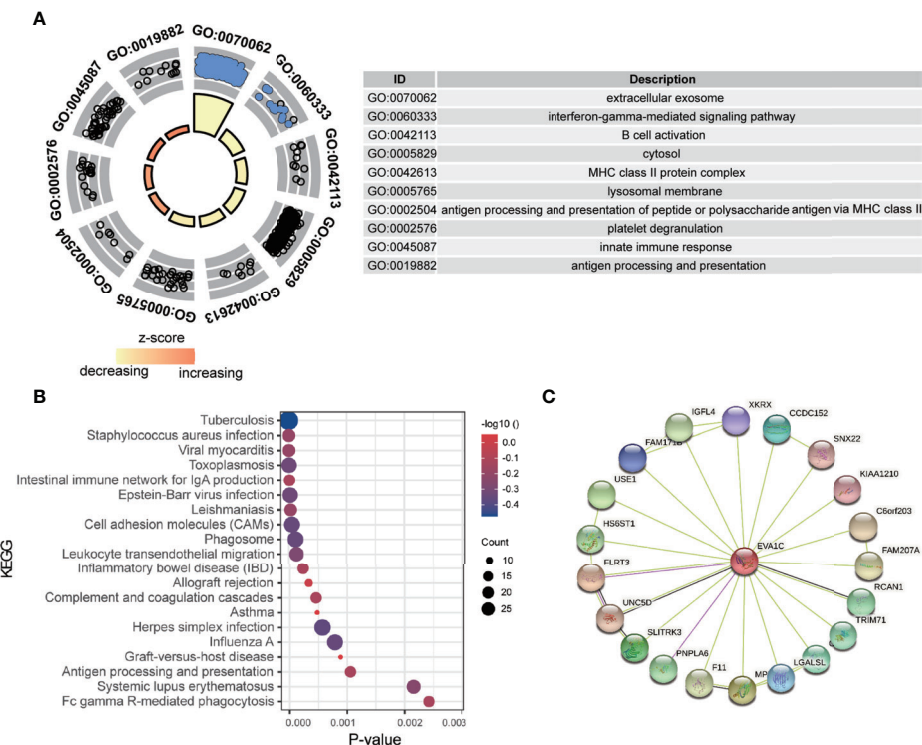 A
GO:0019882
GO:0070062
GO:0045087
GO:0060333
GO:0002576
GO:0042113
GO:0002504
GO:0005829
GO:0005765
GO:0042613
z-score
decreasing increasing
ID Description
GO:0070062 extracellular exosome
GO:0060333 interferon-gamma-mediated signaling pathway
GO:0042113 B cell activation
GO:0005829 cytosol
GO:0042613 MHC class II protein complex
GO:0005765 lysosomal membrane
GO:0002504 antigen processing and presentation of peptide or polysaccharide antigen via MHC class II
GO:0002576 platelet degranulation
GO:0045087 innate immune response
GO:0019882 antigen processing and presentation
B
KEGG
Tuberculosis
Staphylococcus aureus infection
Viral myocarditis
Toxoplasmosis
Intestinal immune network for IgA production
Epstein-Barr virus infection
Leishmaniasis
Cell adhesion molecules (CAMs)
Phagosome
Leukocyte transendothelial migration
Inflammatory bowel disease (IBD)
Allograft rejection
Complement and coagulation cascades
Asthma
Herpes simplex infection
Influenza A
Graft-versus-host disease
Antigen processing and presentation
Systemic lupus erythematosus
Fc gamma R-mediated phagocytosis
0.000 0.001 0.002 0.003
P-value
-log10 ()
0.0
-0.1
-0.2
-0.3
-0.4
Count
10
15
20
25
C
XKRX
IGFL4
CCDC152
FAM171B
SNX22
USE1
KIAA1210
HS6ST1
C6orf203
EVA1C
FAM207A
FLRT3
RCAN1
UNC5D
TRIM71
SLITRK3
LGALSL
PNPLA6
F11
MP